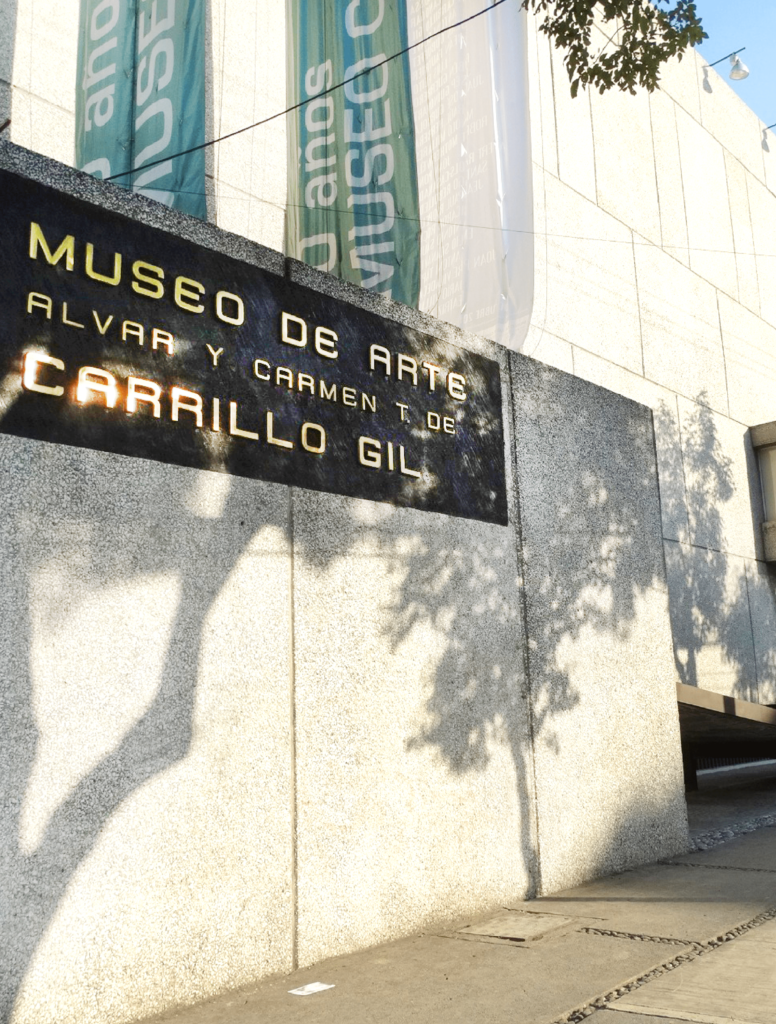 años
MUSEO
años
MUSEO C
MUSEO DE ARTE
ALVAR Y CARMEN T. DE
CARRILLO GIL